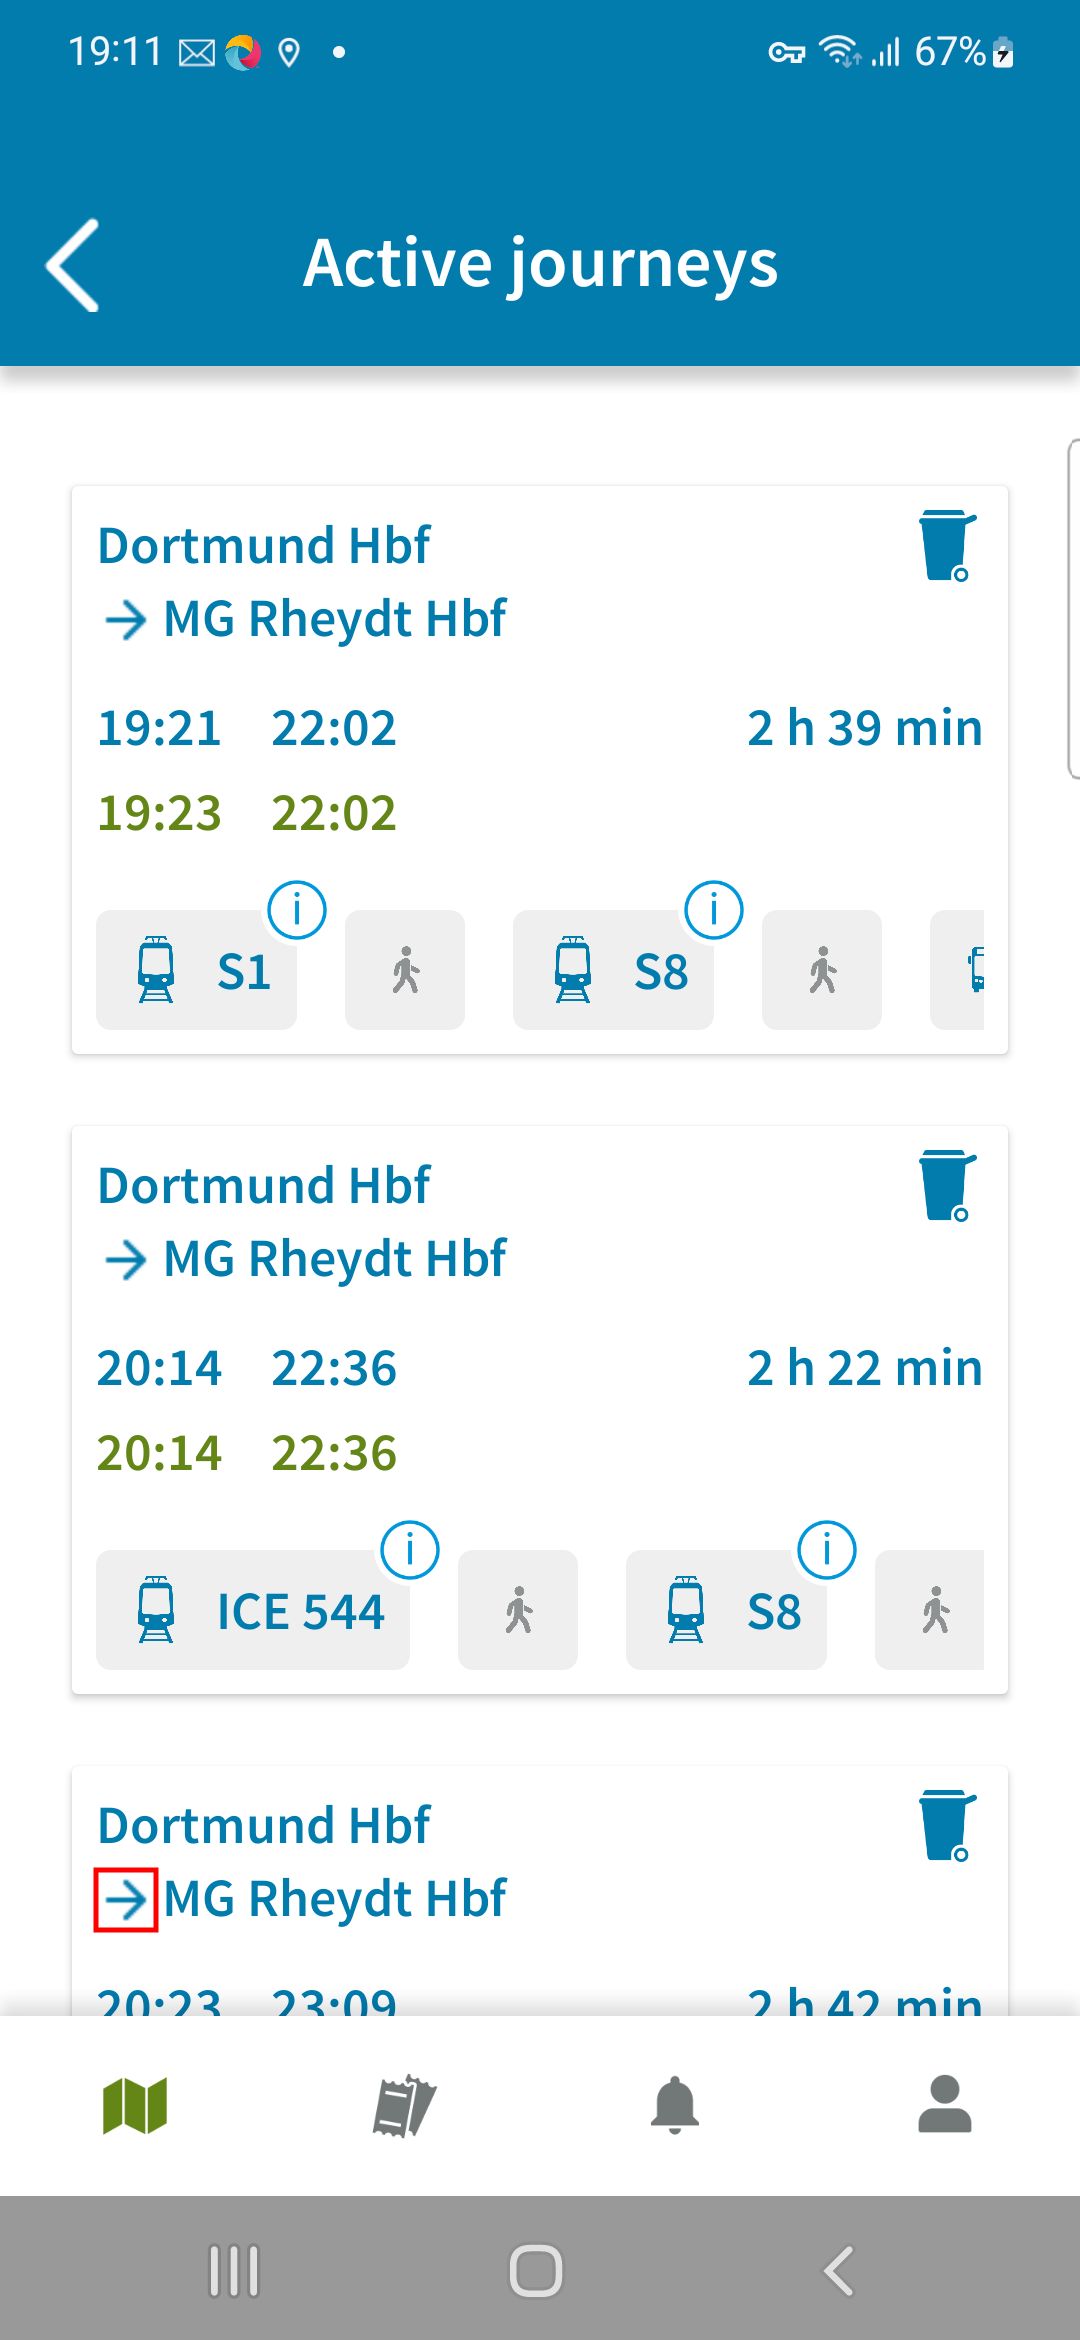 19:11
67%
Active journeys
Dortmund Hbf
MG Rheydt Hbf
19:21 22:02 2 h 39 min
19:23 22:02
S1 S8
Dortmund Hbf
MG Rheydt Hbf
20:14 22:36 2 h 22 min
20:14 22:36
ICE 544 S8
Dortmund Hbf
MG Rheydt Hbf
20:23 23:09 2 h 42 min